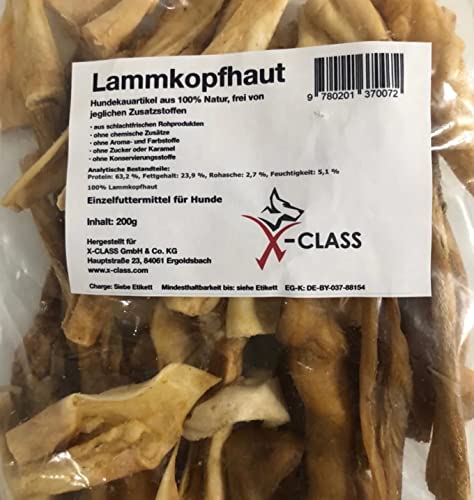 Lammkopfhaut
Hundekauartikel aus 100% Natur, frei von
jeglichen Zusatzstoffen
- aus schlachtfrischen Rohprodukten
- ohne chemische Zusätze
- ohne Aroma- und Farbstoffe
- ohne Zucker oder Karamel
- ohne Konservierungsstoffe
Analytische Bestandteile:
Protein: 63,2 %, Fettgehalt: 23,9 %, Rohasche: 2,7 %, Feuchtigkeit: 5,1 %
100% Lammkopfhaut
Einzelfuttermittel für Hunde
Inhalt: 200g
Hergestellt für
X-CLASS GmbH & Co. KG
Hauptstraße 23, 84061 Ergoldsbach
www.x-class.com
Charge: Siebe Etikett Mindesthaltbarkeit bis: siehe Etikett EG-K: DE-BY-037-88154
9 780201 370072
X-CLASS